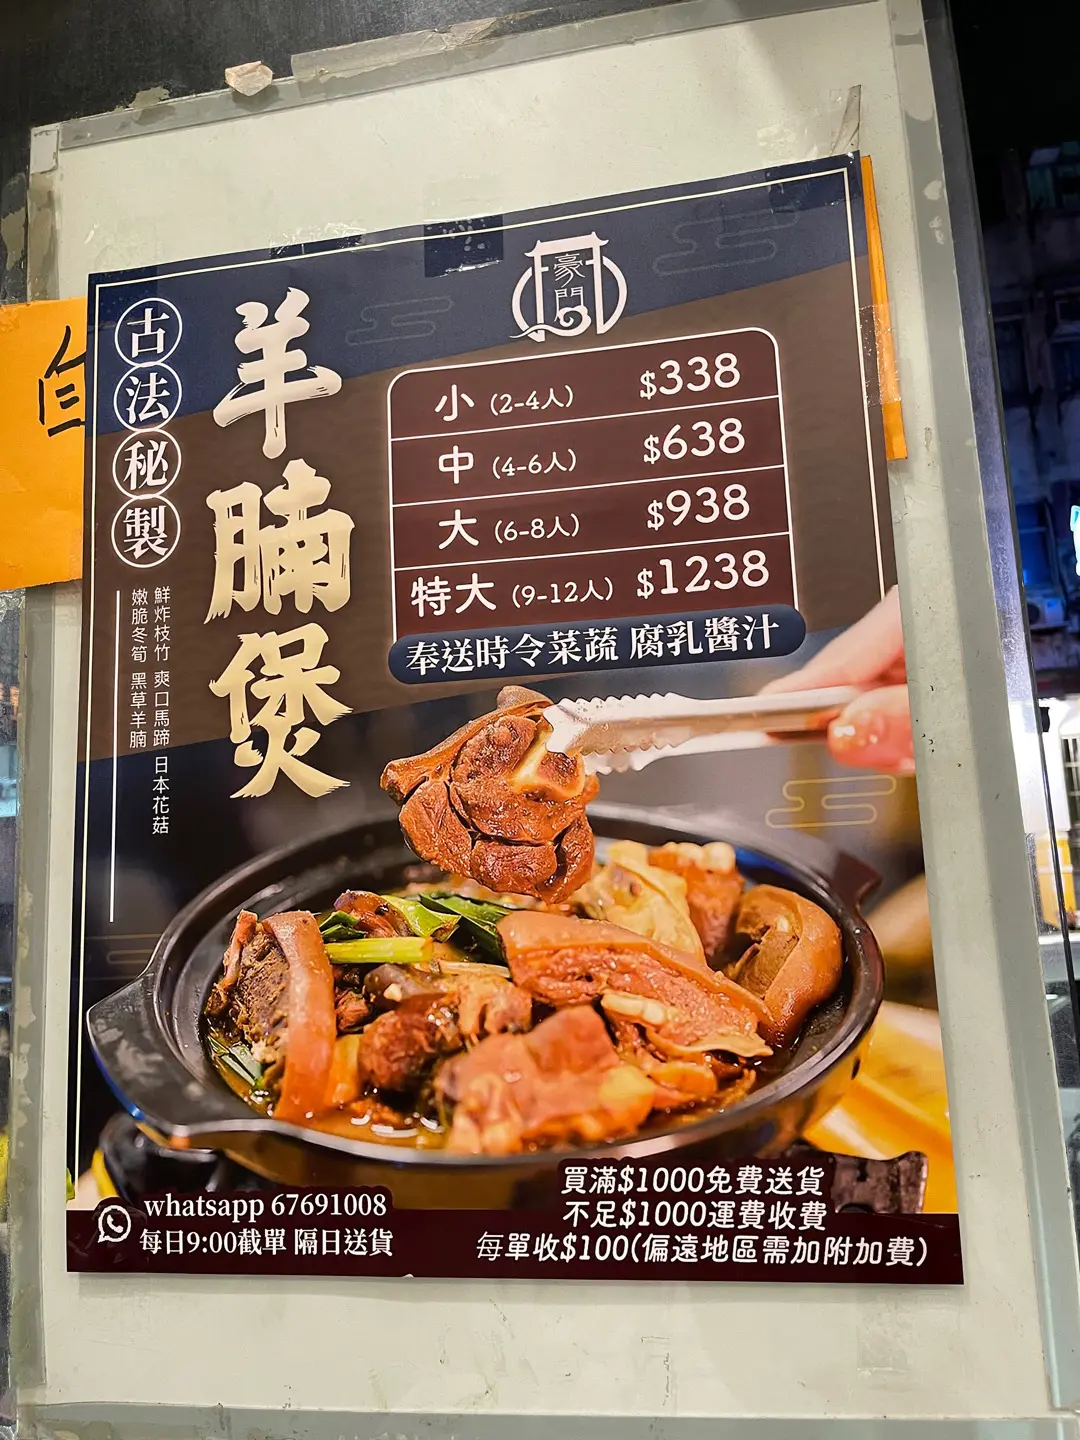 豪門
古法秘製
羊腩煲
鮮炸枝竹 爽口馬蹄 日本花菇
嫩脆冬筍 黑草羊腩
小 (2-4人) $338
中 (4-6人) $638
大 (6-8人) $938
特大 (9-12人) $1238
奉送時令菜蔬 腐乳醬汁
whatsapp 67691008
每日9:00截單 隔日送貨
買滿$1000免費送貨
不足$1000運費收費
每單收$100(偏遠地區需加附加費)